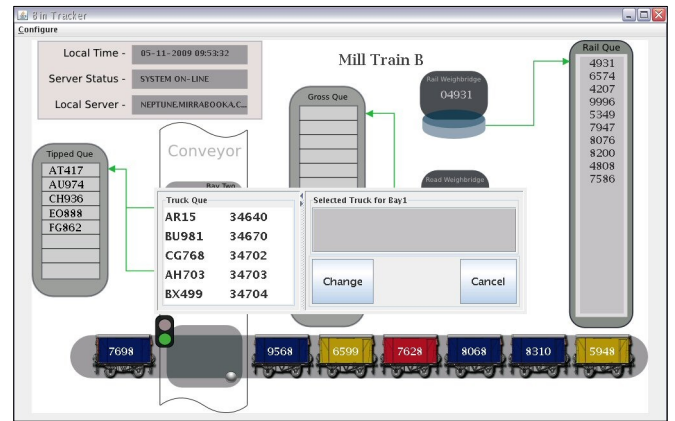 Bin Tracker
Configure
Local Time - 05-11-2009 09:53:32
Server Status - SYSTEM ON-LINE
Local Server - NEPTUNE.MIRRABOOKA.C...
Mill Train B
Rail Que
4931
6574
4207
9996
5349
7947
8076
8200
4808
7586
Rail Weighbridge
04931
Gross Que
Road Weighbridge
Conveyor
Bay Two
Tipped Que
AT417
AU974
CH936
EO888
FG862
Truck Que
AR15 34640
BU981 34670
CG768 34702
AH703 34703
BX499 34704
Selected Truck for Bay1
Change
Cancel
7698
9568
6599
7628
8068
8310
5948